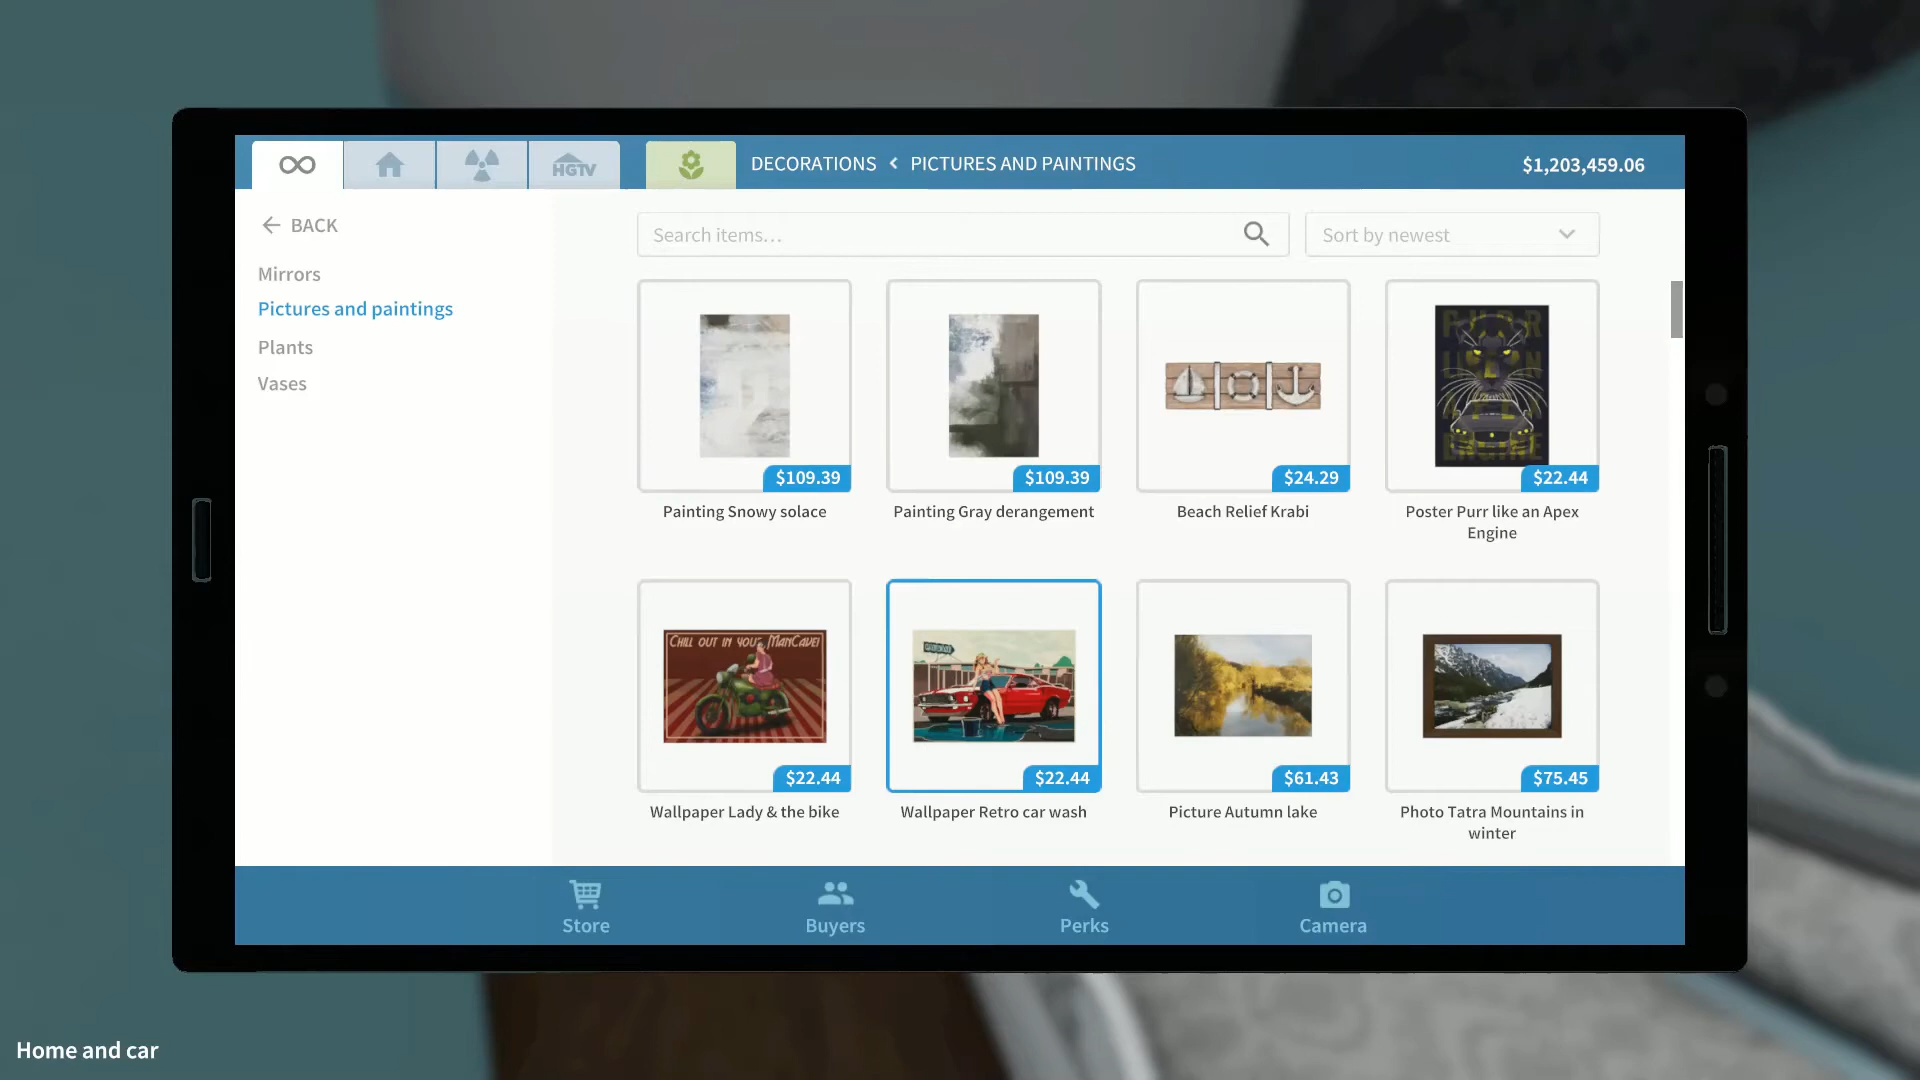 HGTV
DECORATIONS < PICTURES AND PAINTINGS
$1,203,459.06
BACK
Mirrors
Pictures and paintings
Plants
Vases
Search items...
Sort by newest
$109.39
Painting Snowy solace
$109.39
Painting Gray derangement
$24.29
Beach Relief Krabi
$22.44
Poster Purr like an Apex
Engine
CHILL OUT IN YOUR MANCAVE!
$22.44
Wallpaper Lady & the bike
$22.44
Wallpaper Retro car wash
$61.43
Picture Autumn lake
$75.45
Photo Tatra Mountains in
winter
Store
Buyers
Perks
Camera
Home and car